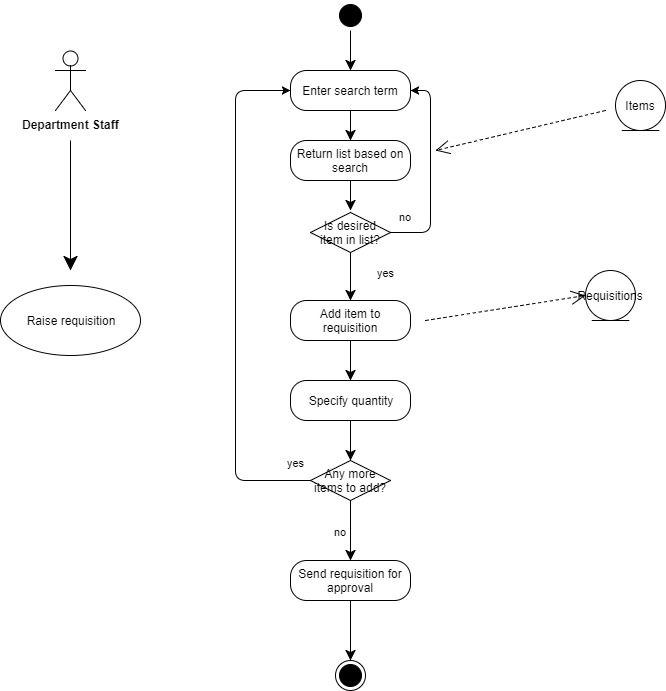 Enter search term
Items
Department Staff
Return list based on
search
no
Is desired
item in list?
yes
Requisitions
Raise requisition
Add item to
requisition
Specify quantity
yes
Any more
items to add?
no
Send requisition for
approval